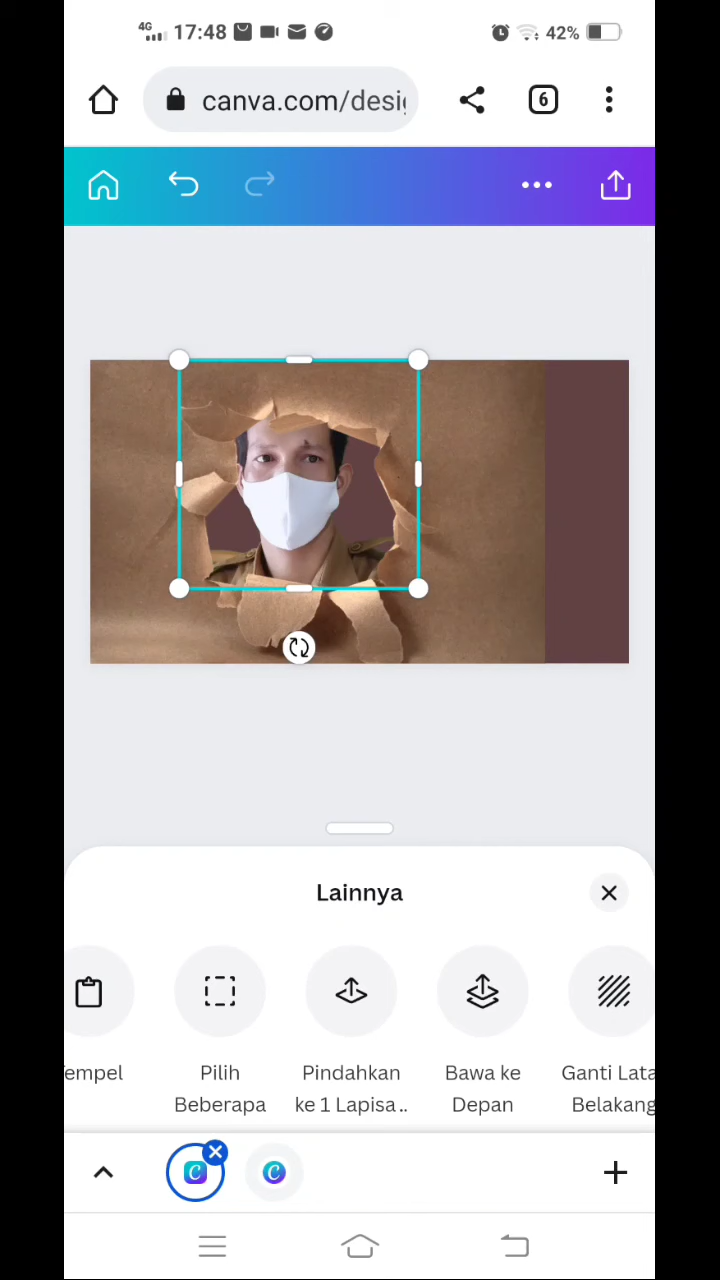 4G 17:48 42%
canva.com/desi
6
Lainnya
empel
Pilih
Beberapa
Pindahkan
ke 1 Lapisa..
Bawa ke
Depan
Ganti Lata
Belakang